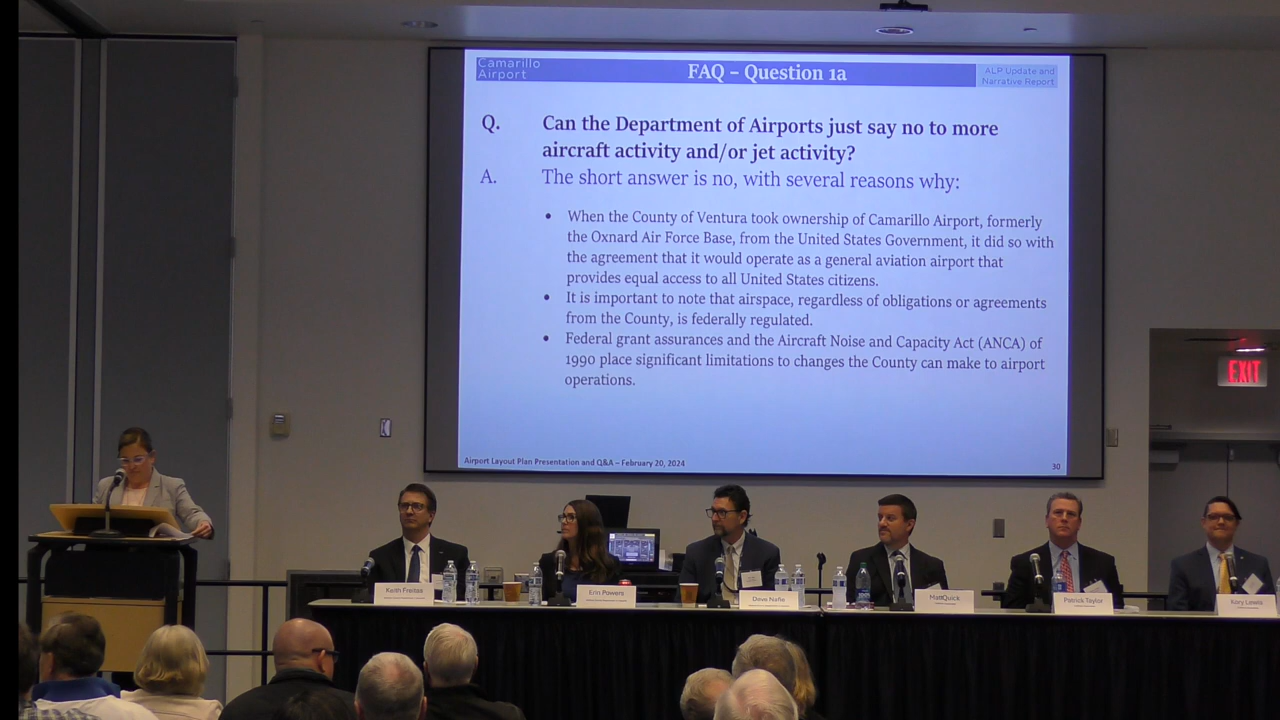 Camarillo
Airport
FAQ – Question 1a
ALP Update and
Narrative Report
Q. Can the Department of Airports just say no to more
aircraft activity and/or jet activity?
A. The short answer is no, with several reasons why:
• When the County of Ventura took ownership of Camarillo Airport, formerly
the Oxnard Air Force Base, from the United States Government, it did so with
the agreement that it would operate as a general aviation airport that
provides equal access to all United States citizens.
• It is important to note that airspace, regardless of obligations or agreements
from the County, is federally regulated.
• Federal grant assurances and the Aircraft Noise and Capacity Act (ANCA) of
1990 place significant limitations to changes the County can make to airport
operations.
Airport Layout Plan Presentation and Q&A – February 20, 2024
30
EXIT
Keith Freitas
Erin Powers
Dave Nafie
Matt Quick
Patrick Taylor
Lewis